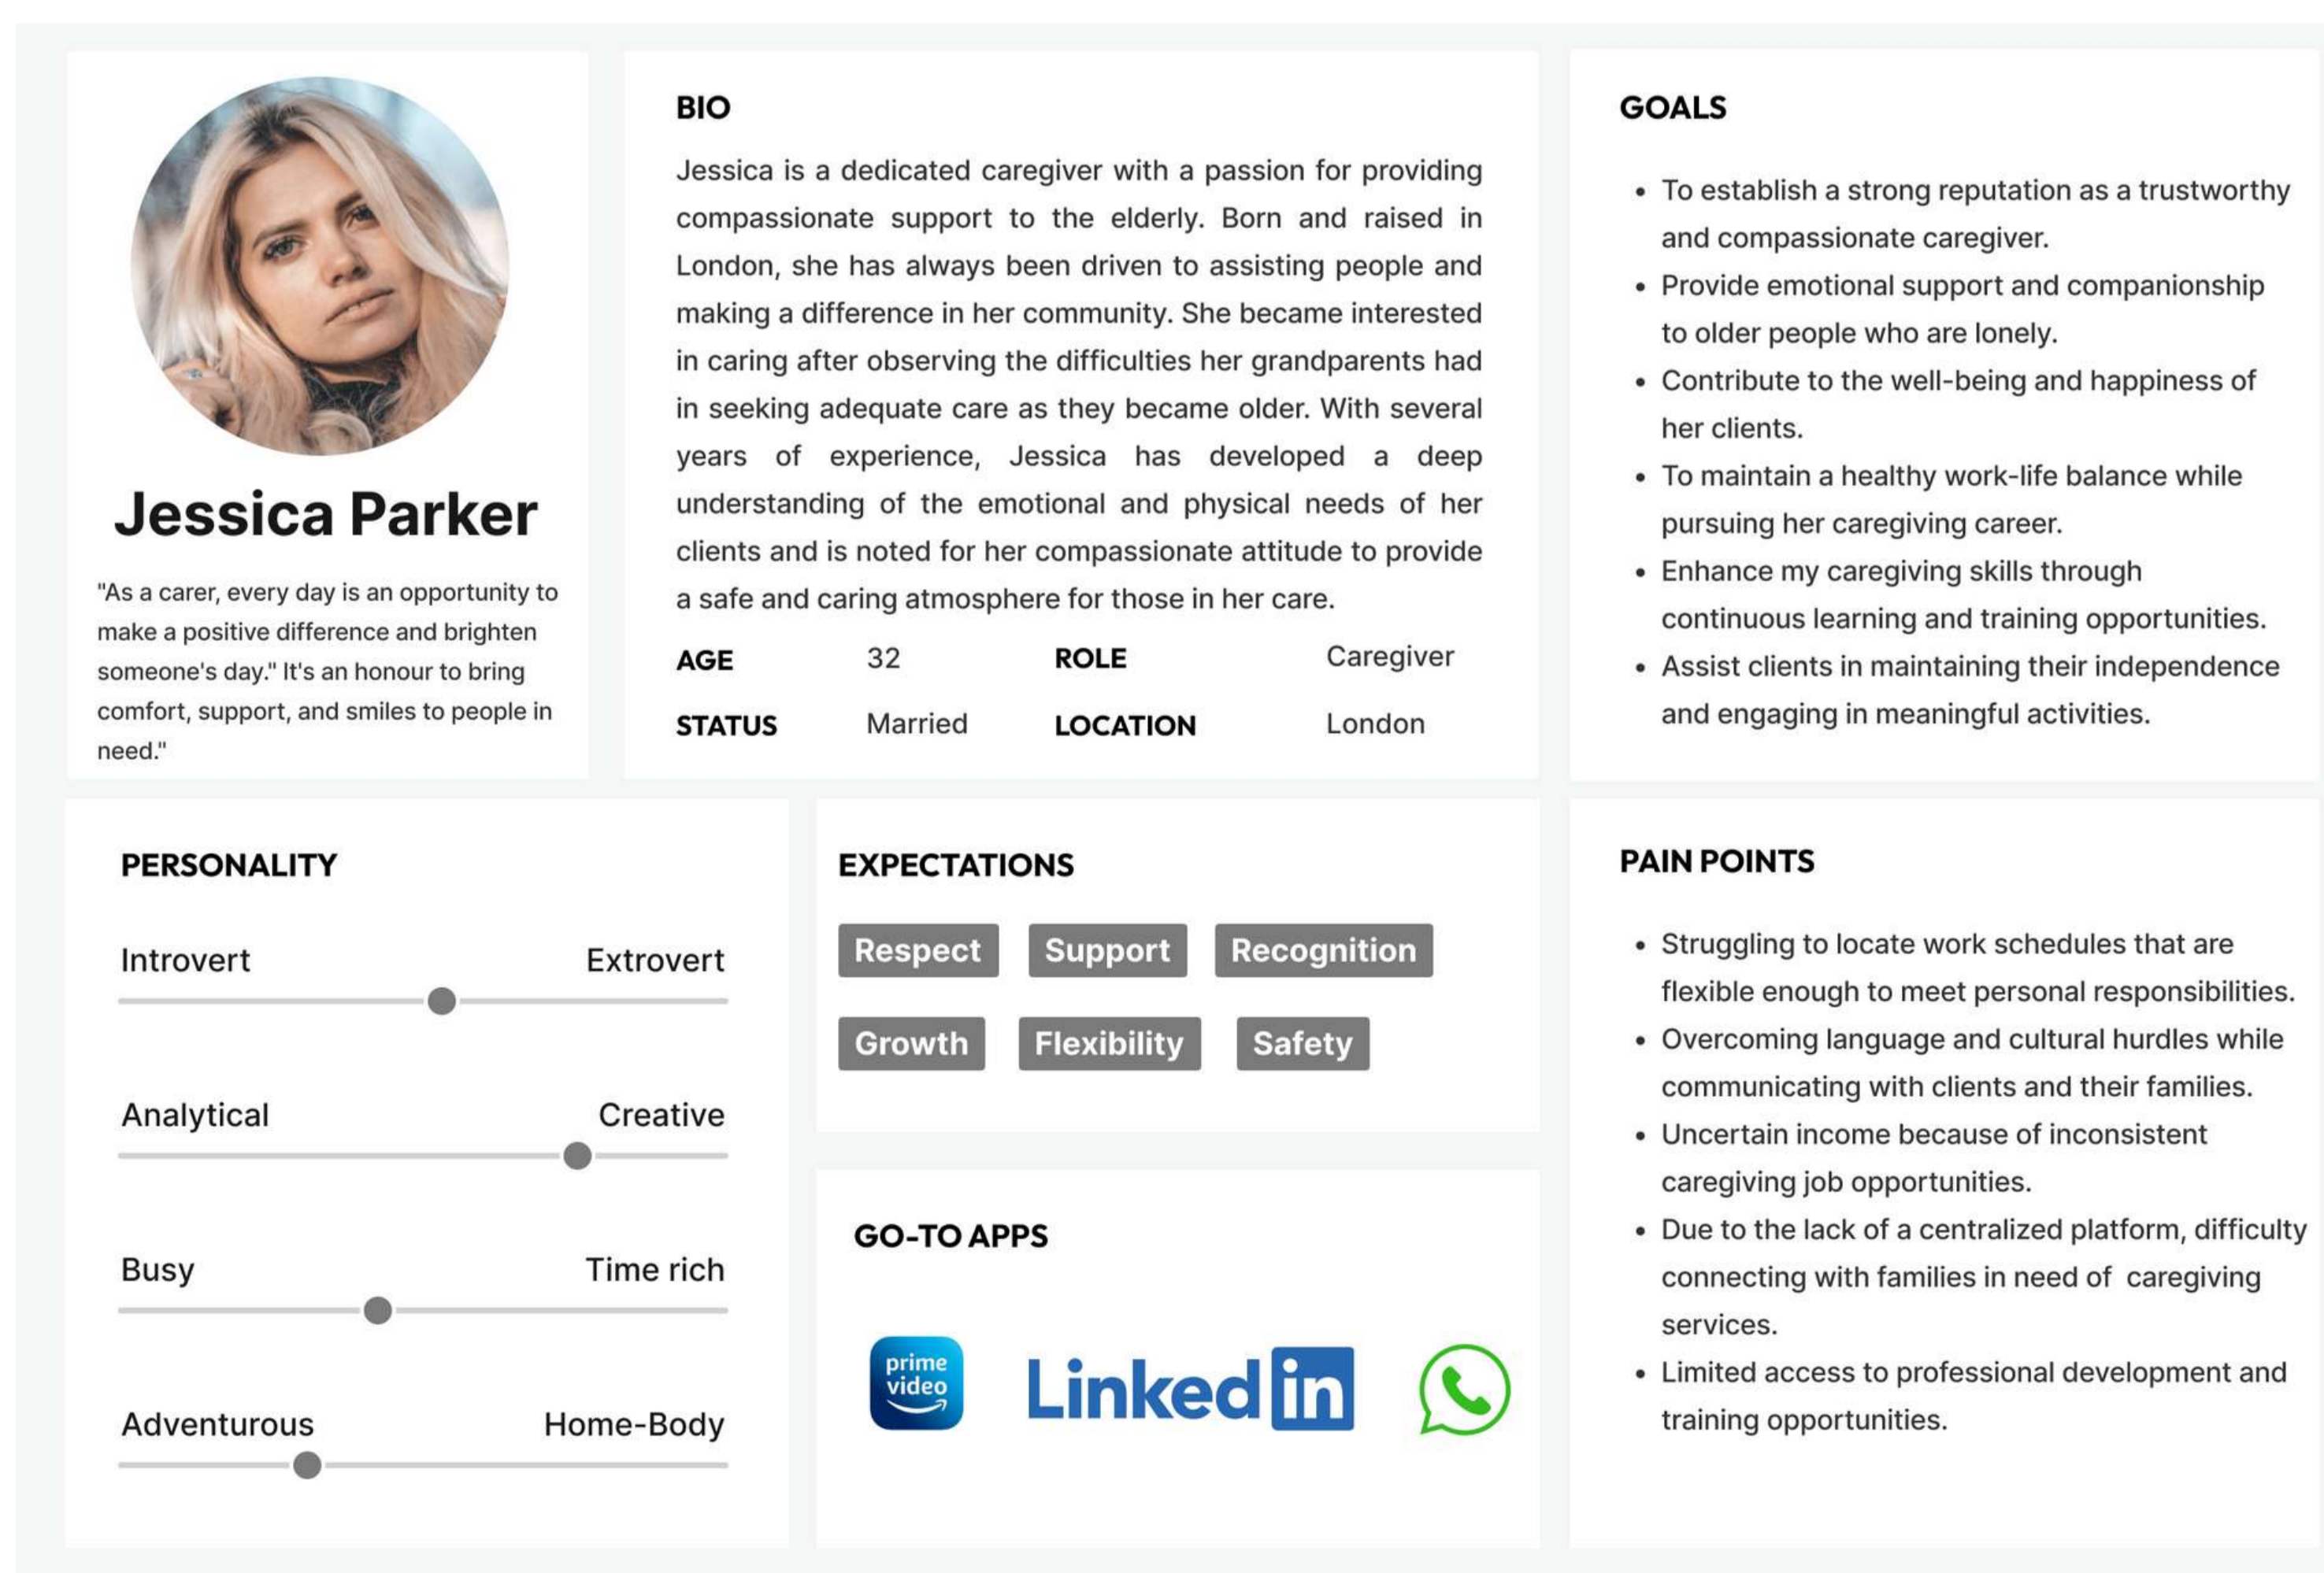 Jessica Parker
"As a carer, every day is an opportunity to
make a positive difference and brighten
someone's day." It's an honour to bring
comfort, support, and smiles to people in
need."
BIO
Jessica is a dedicated caregiver with a passion for providing
compassionate support to the elderly. Born and raised in
London, she has always been driven to assisting people and
making a difference in her community. She became interested
in caring after observing the difficulties her grandparents had
in seeking adequate care as they became older. With several
years of experience, Jessica has developed a deep
understanding of the emotional and physical needs of her
clients and is noted for her compassionate attitude to provide
a safe and caring atmosphere for those in her care.
AGE 32 ROLE Caregiver
STATUS Married LOCATION London
GOALS
• To establish a strong reputation as a trustworthy
and compassionate caregiver.
• Provide emotional support and companionship
to older people who are lonely.
• Contribute to the well-being and happiness of
her clients.
• To maintain a healthy work-life balance while
pursuing her caregiving career.
• Enhance my caregiving skills through
continuous learning and training opportunities.
• Assist clients in maintaining their independence
and engaging in meaningful activities.
PERSONALITY
Introvert Extrovert
Analytical Creative
Busy Time rich
Adventurous Home-Body
EXPECTATIONS
Respect Support Recognition
Growth Flexibility Safety
GO-TO APPS
prime
video
Linked in
PAIN POINTS
• Struggling to locate work schedules that are
flexible enough to meet personal responsibilities.
• Overcoming language and cultural hurdles while
communicating with clients and their families.
• Uncertain income because of inconsistent
caregiving job opportunities.
• Due to the lack of a centralized platform, difficulty
connecting with families in need of caregiving
services.
• Limited access to professional development and
training opportunities.